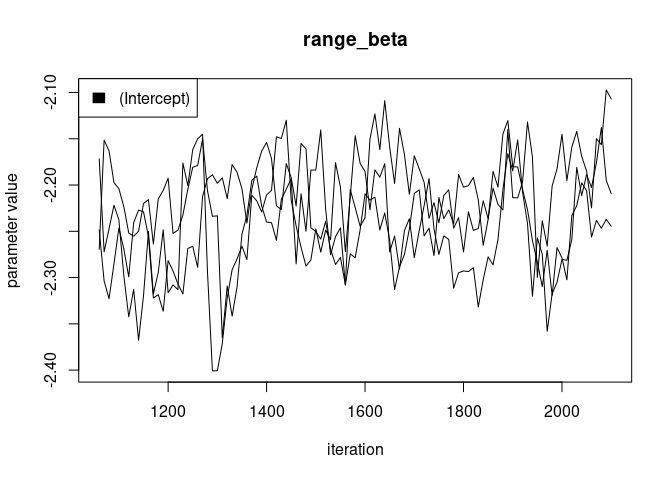 range_beta
(Intercept)
parameter value
-2.10
-2.20
-2.30
-2.40
1200 1400 1600 1800 2000
iteration